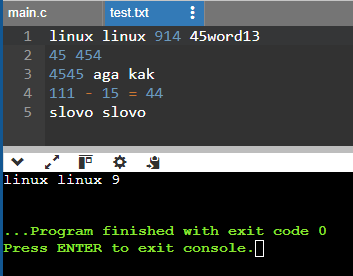 main.c test.txt
1 linux linux 914 45word13
2 45 454
3 4545 aga kak
4 111 - 15 = 44
5 slovo slovo
linux linux 9
...Program finished with exit code 0
Press ENTER to exit console.